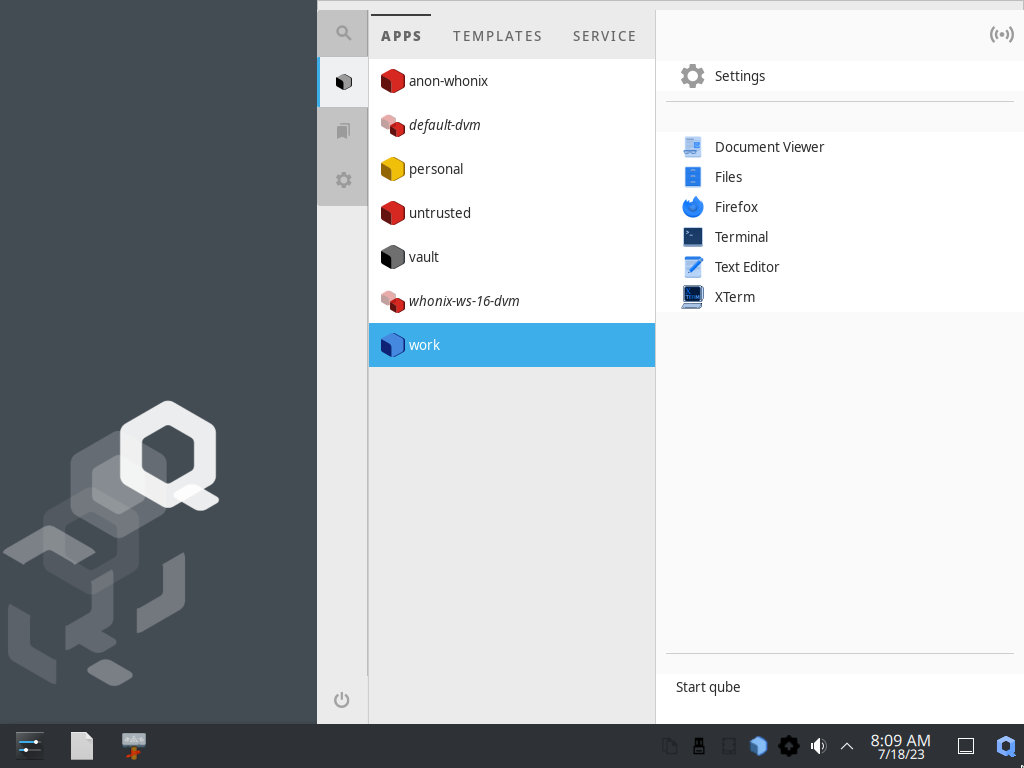 APPS TEMPLATES SERVICE
anon-whonix
default-dvm
personal
untrusted
vault
whonix-ws-16-dvm
work
Settings
Document Viewer
Files
Firefox
Terminal
Text Editor
XTerm
Start qube
8:09 AM
7/18/23